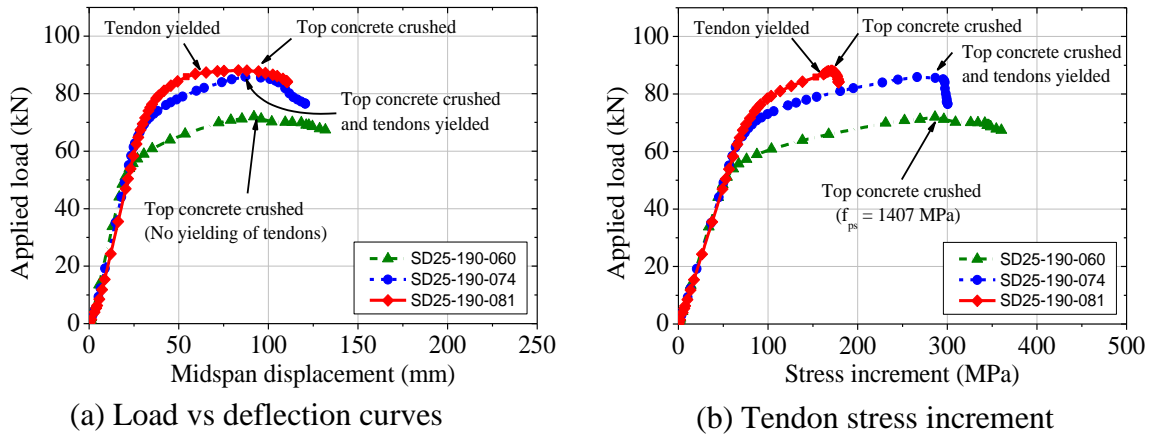 Tendon yielded
Top concrete crushed
Top concrete crushed
and tendons yielded
Top concrete crushed
(No yielding of tendons)
SD25-190-060
SD25-190-074
SD25-190-081
100
80
60
40
20
0
0
50
100
150
200
250
Applied load (kN)
Midspan displacement (mm)
(a) Load vs deflection curves
Tendon yielded
Top concrete crushed
Top concrete crushed
and tendons yielded
Top concrete crushed
(fps = 1407 MPa)
SD25-190-060
SD25-190-074
SD25-190-081
100
80
60
40
20
0
0
100
200
300
400
500
Applied load (kN)
Stress increment (MPa)
(b) Tendon stress increment